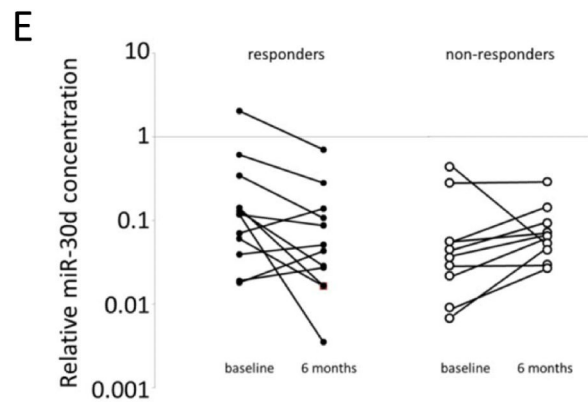 E
Relative miR-30d concentration
10
1
0.1
0.01
0.001
responders
non-responders
baseline
6 months
baseline
6 months